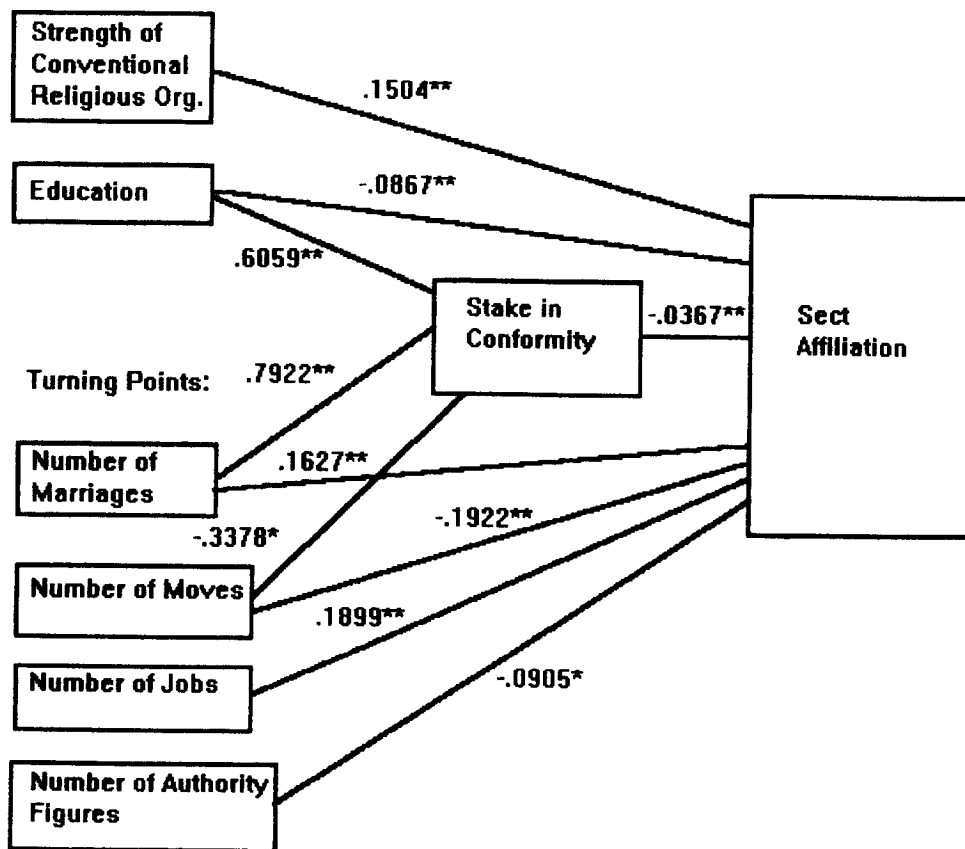 Strength of
Conventional
Religious Org.
.1504**
Education
-.0867**
.6059**
Stake in
Conformity
-.0367**
Sect
Affiliation
Turning Points:
.7922**
Number of
Marriages
.1627**
-.3378*
Number of Moves
-.1922**
.1899**
Number of Jobs
-.0905*
Number of Authority
Figures